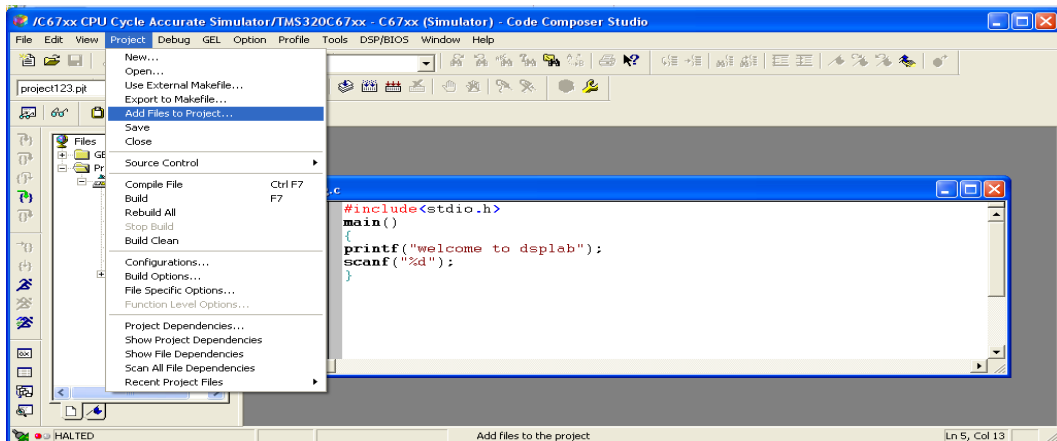 /C67xx CPU Cycle Accurate Simulator/TMS320C67xx - C67xx (Simulator) - Code Composer Studio
File Edit View Project Debug GEL Option Profile Tools DSP/BIOS Window Help
New...
Open...
project123.pjt
Use External Makefile...
Export to Makefile...
Add Files to Project...
Save
Close
Source Control
Compile File Ctrl F7
Build F7
Rebuild All
Stop Build
Build Clean
Configurations...
Build Options...
File Specific Options...
Function Level Options...
Project Dependencies...
Show Project Dependencies
Show File Dependencies
Scan All File Dependencies
Recent Project Files
Files
GE
Pr
.c
#include<stdio.h>
main()
{
printf("welcome to dsplab");
scanf("%d");
}
HALTED
Add files to the project
Ln 5, Col 13